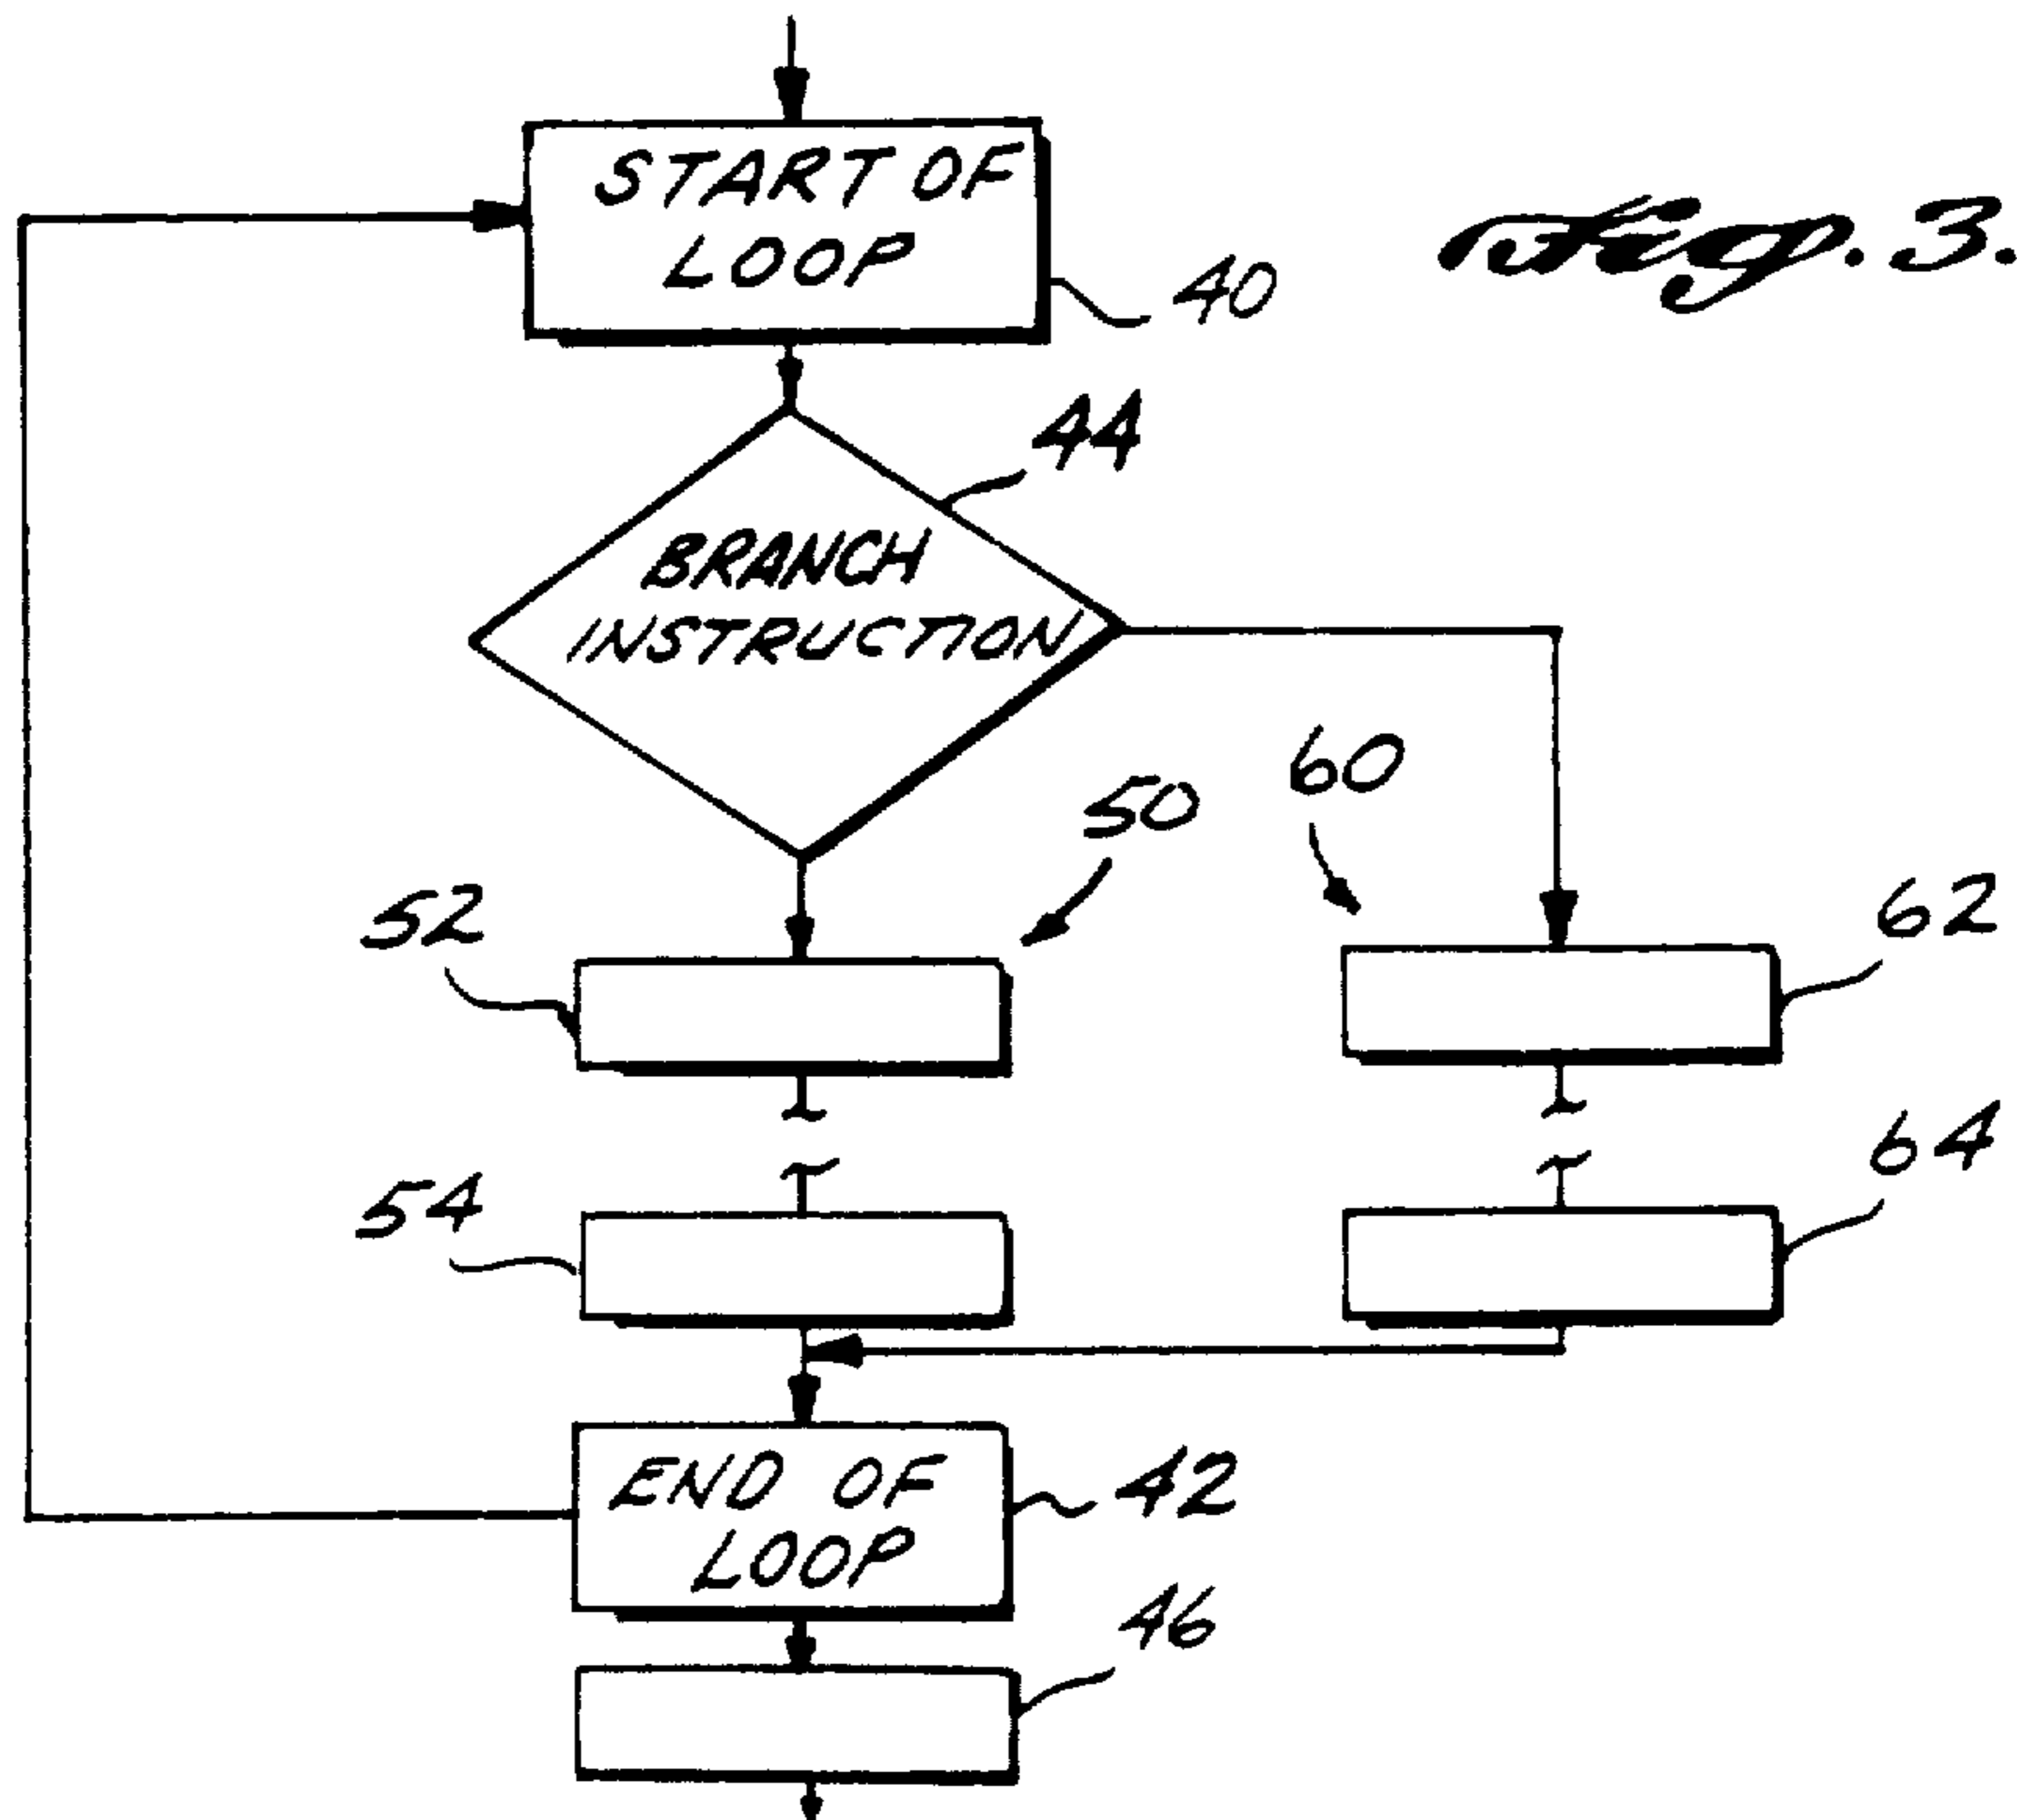 START OF
LOOP
Fig. 3.
40
44
BRANCH
INSTRUCTION
60
50
52
62
64
54
END OF
LOOP
42
46